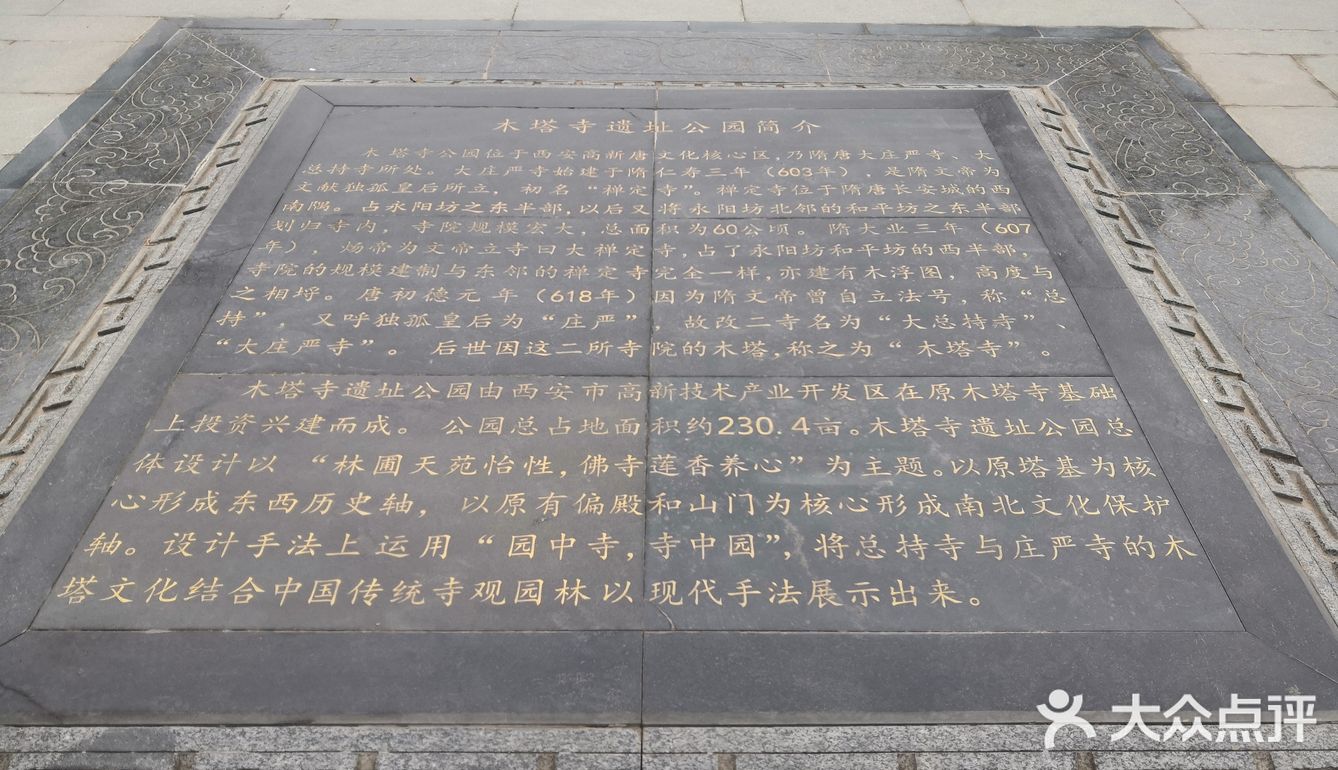 木塔寺遗址公园简介
木塔寺公园位于西安高新唐文化核心区，乃隋唐大庄严寺、大
总持寺所处。大庄严寺始建于隋仁寿三年（603年），是隋文帝为
文献独孤皇后所立，初名“禅定寺”。禅定寺位于隋唐长安城的西
南隅。占永阳坊之东半部，以后又将永阳坊北邻的和平坊之东半部
划归寺内，寺院规模宏大，总面积为60公顷。隋大业三年（607
年），炀帝为文帝立寺曰大禅定寺，占了永阳坊和平坊的西半部，
寺院的规模建制与东邻的禅定寺完全一样，亦建有木浮图，高度与
之相埒。唐初德元年（618年）因为隋文帝曾自立法号，称“总
持”，又呼独孤皇后为“庄严”，故改二寺名为“大总持寺”、
“大庄严寺”。后世因这二所寺院的木塔，称之为“木塔寺”。
木塔寺遗址公园由西安市高新技术产业开发区在原木塔寺基础
上投资兴建而成。公园总占地面积约230.4亩。木塔寺遗址公园总
体设计以“林圃天苑怡性，佛寺莲香养心”为主题。以原塔基为核
心形成东西历史轴，以原有偏殿和山门为核心形成南北文化保护
轴。设计手法上运用“园中寺，寺中园”，将总持寺与庄严寺的木
塔文化结合中国传统寺观园林以现代手法展示出来。
大众点评